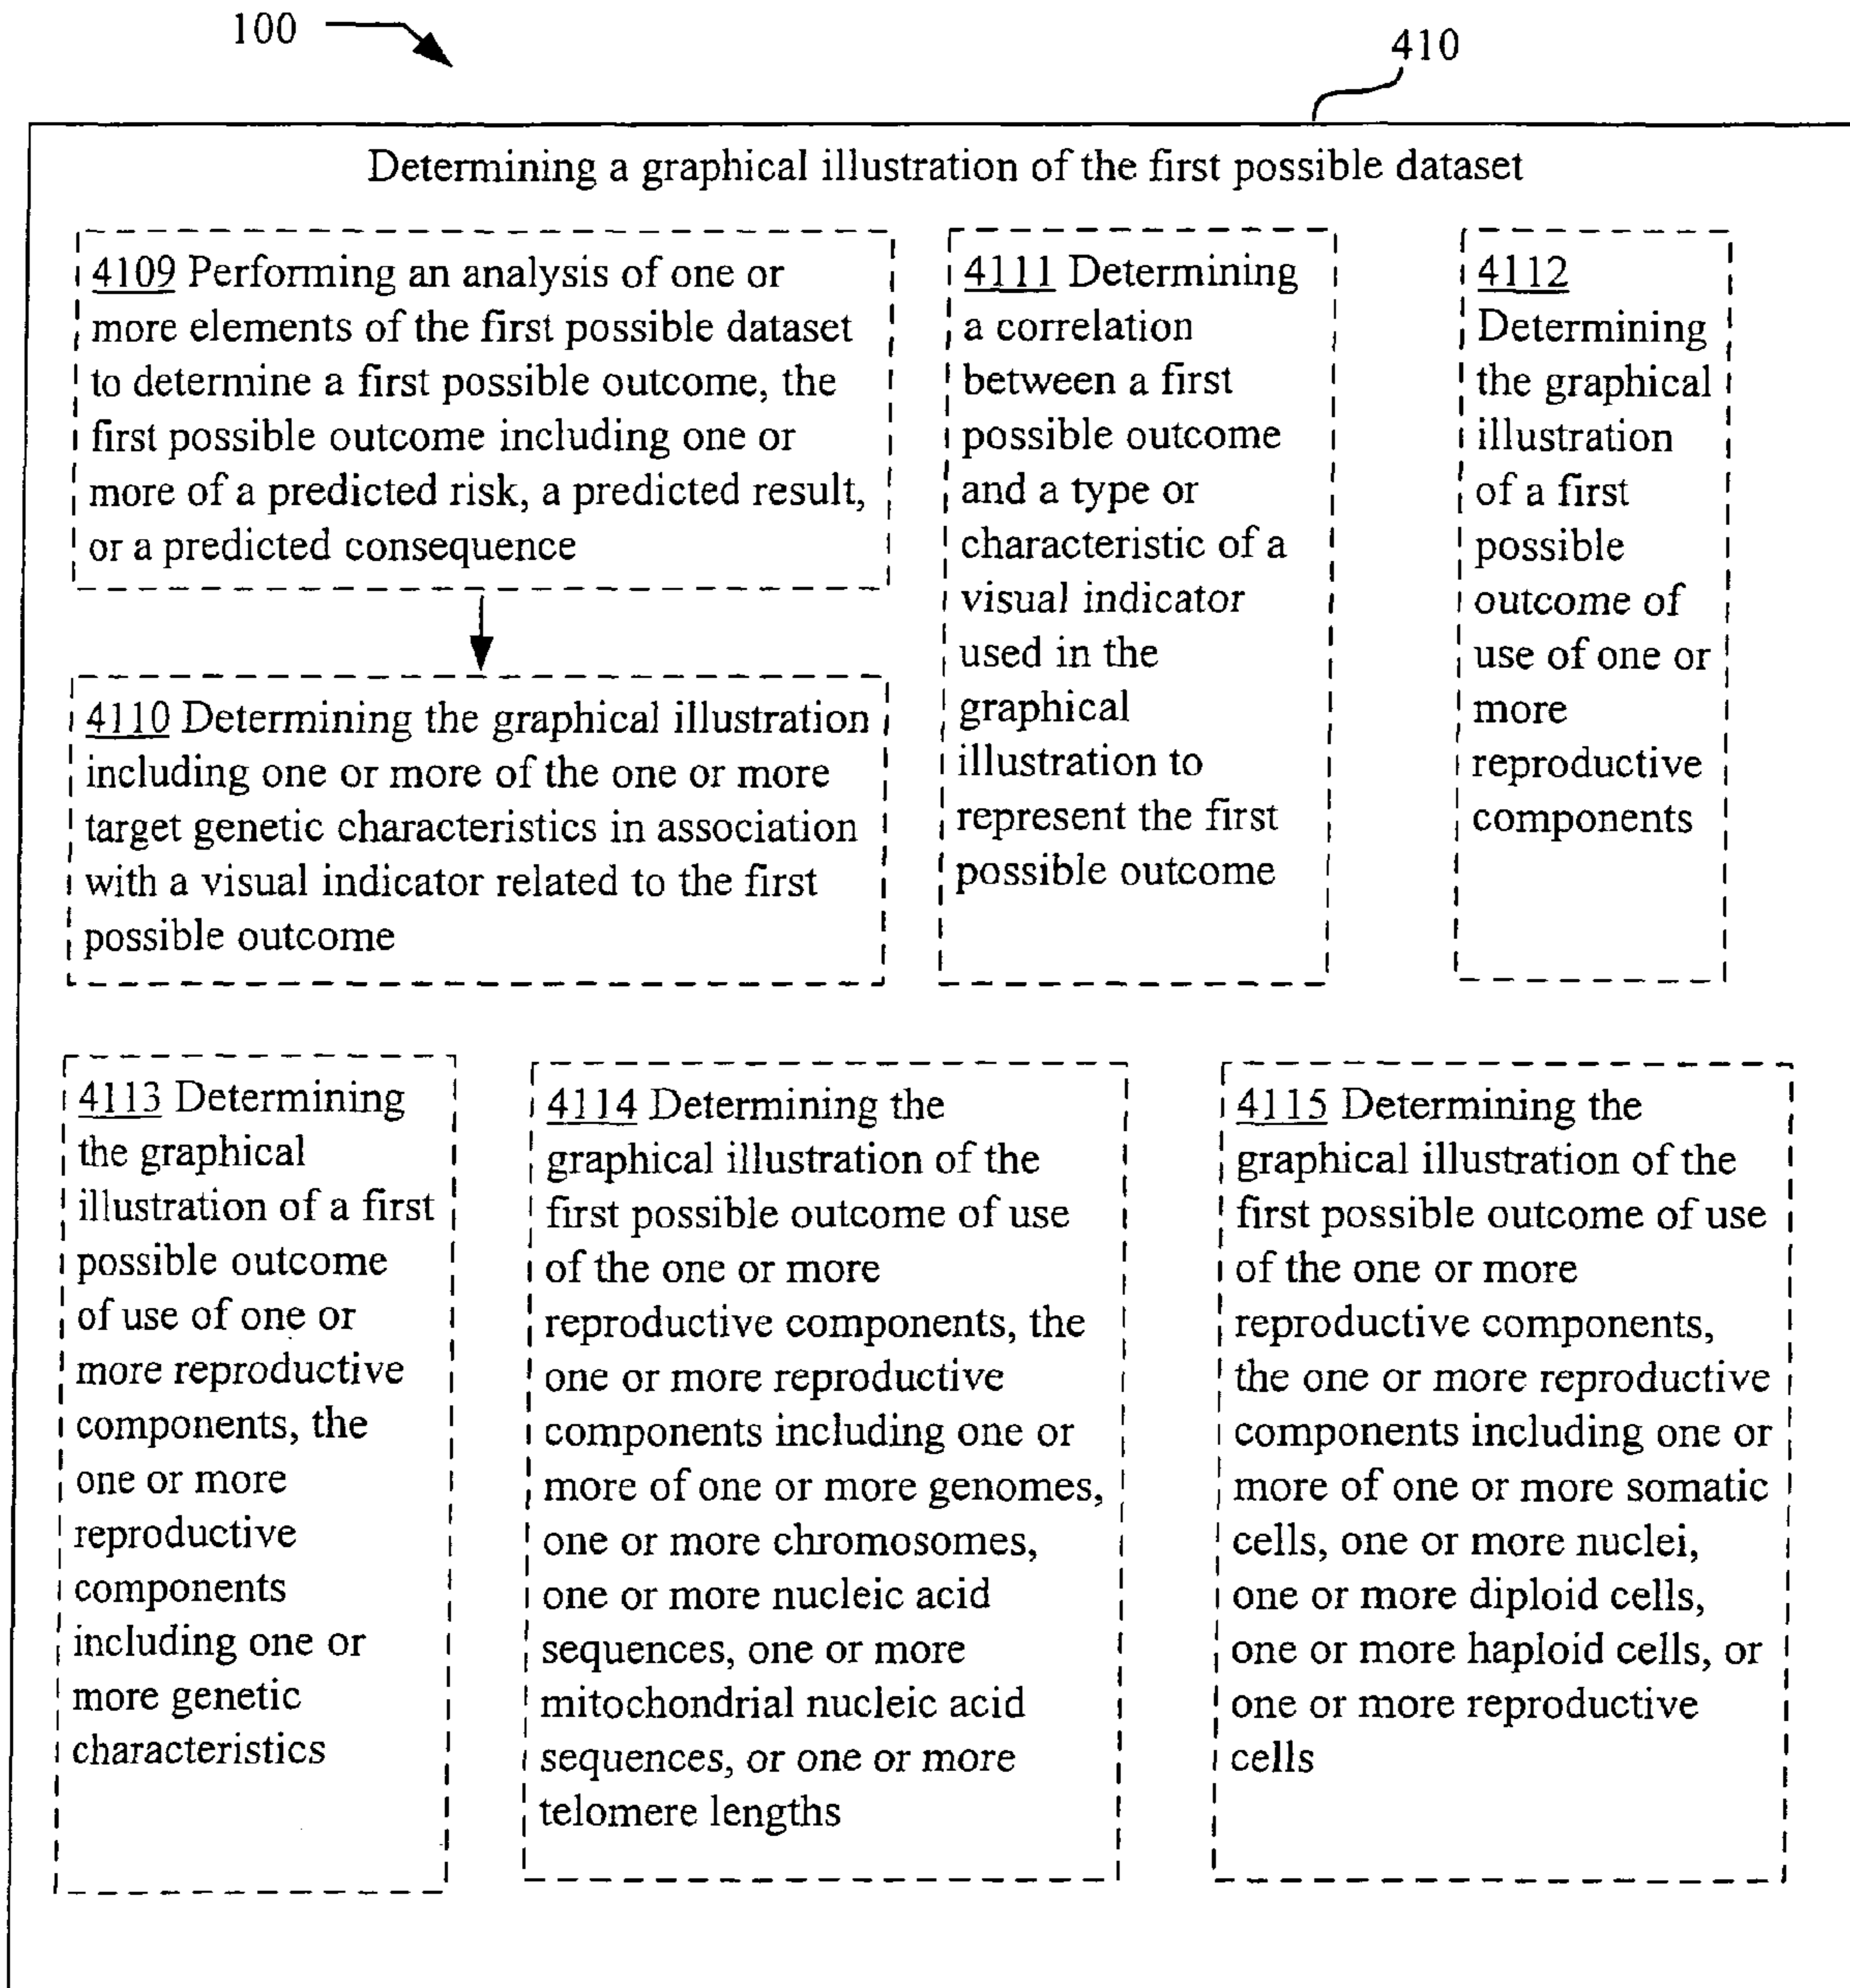 100
410
Determining a graphical illustration of the first possible dataset
4109 Performing an analysis of one or
more elements of the first possible dataset
to determine a first possible outcome, the
first possible outcome including one or
more of a predicted risk, a predicted result,
or a predicted consequence
4110 Determining the graphical illustration
including one or more of the one or more
target genetic characteristics in association
with a visual indicator related to the first
possible outcome
4111 Determining
a correlation
between a first
possible outcome
and a type or
characteristic of a
visual indicator
used in the
graphical
illustration to
represent the first
possible outcome
4112
Determining
the graphical
illustration
of a first
possible
outcome of
use of one or
more
reproductive
components
4113 Determining
the graphical
illustration of a first
possible outcome
of use of one or
more reproductive
components, the
one or more
reproductive
components
including one or
more genetic
characteristics
4114 Determining the
graphical illustration of the
first possible outcome of use
of the one or more
reproductive components, the
one or more reproductive
components including one or
more of one or more genomes,
one or more chromosomes,
one or more nucleic acid
sequences, one or more
mitochondrial nucleic acid
sequences, or one or more
telomere lengths
4115 Determining the
graphical illustration of the
first possible outcome of use
of the one or more
reproductive components,
the one or more reproductive
components including one or
more of one or more somatic
cells, one or more nuclei,
one or more diploid cells,
one or more haploid cells, or
one or more reproductive
cells